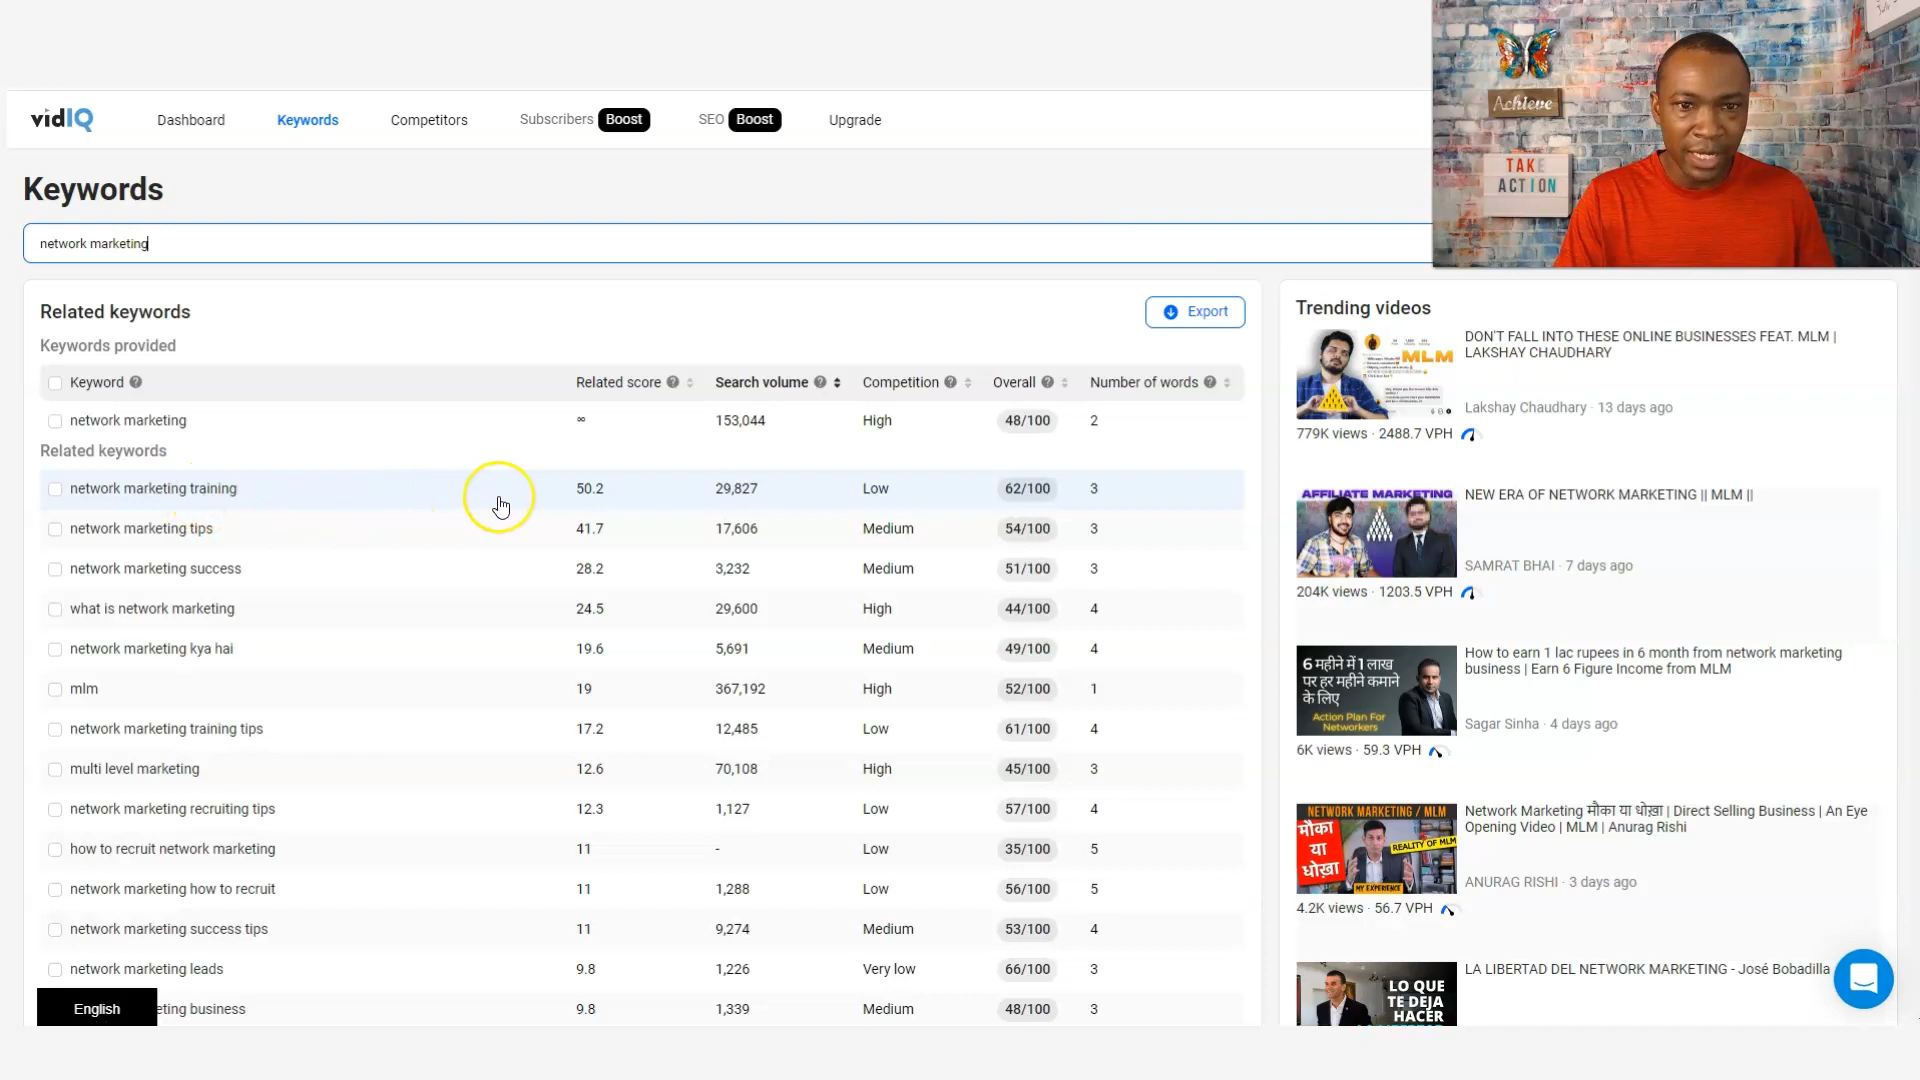 vidIQ
Dashboard
Keywords
Competitors
Subscribers Boost
SEO Boost
Upgrade
Achieve
TAKE
ACTION
Keywords
network marketing
Related keywords
Export
Keywords provided
Keyword Related score Search volume Competition Overall Number of words
network marketing ∞ 153,044 High 48/100 2
Related keywords
network marketing training 50.2 29,827 Low 62/100 3
network marketing tips 41.7 17,606 Medium 54/100 3
network marketing success 28.2 3,232 Medium 51/100 3
what is network marketing 24.5 29,600 High 44/100 4
network marketing kya hai 19.6 5,691 Medium 49/100 4
mlm 19 367,192 High 52/100 1
network marketing training tips 17.2 12,485 Low 61/100 4
multi level marketing 12.6 70,108 High 45/100 3
network marketing recruiting tips 12.3 1,127 Low 57/100 4
how to recruit network marketing 11 - Low 35/100 5
network marketing how to recruit 11 1,288 Low 56/100 5
network marketing success tips 11 9,274 Medium 53/100 4
network marketing leads 9.8 1,226 Very low 66/100 3
eting business 9.8 1,339 Medium 48/100 3
English
Trending videos
MLM
DON'T FALL INTO THESE ONLINE BUSINESSES FEAT. MLM |
LAKSHAY CHAUDHARY
Lakshay Chaudhary · 13 days ago
779K views · 2488.7 VPH
AFFILIATE MARKETING
NEW ERA OF NETWORK MARKETING || MLM ||
SAMRAT BHAI · 7 days ago
204K views · 1203.5 VPH
6 महीने में 1 लाख
पर हर महीने कमाने
के लिए
Action Plan For
Networkers
How to earn 1 lac rupees in 6 month from network marketing
business | Earn 6 Figure Income from MLM
Sagar Sinha · 4 days ago
6K views · 59.3 VPH
NETWORK MARKETING / MLM
मौका
या
धोखा
REALITY OF MLM
MY EXPERIENCE
Network Marketing मौका या धोखा | Direct Selling Business | An Eye
Opening Video | MLM | Anurag Rishi
ANURAG RISHI · 3 days ago
4.2K views · 56.7 VPH
LO QUE
TE DEJA
HACER
LA LIBERTAD DEL NETWORK MARKETING - José Bobadilla